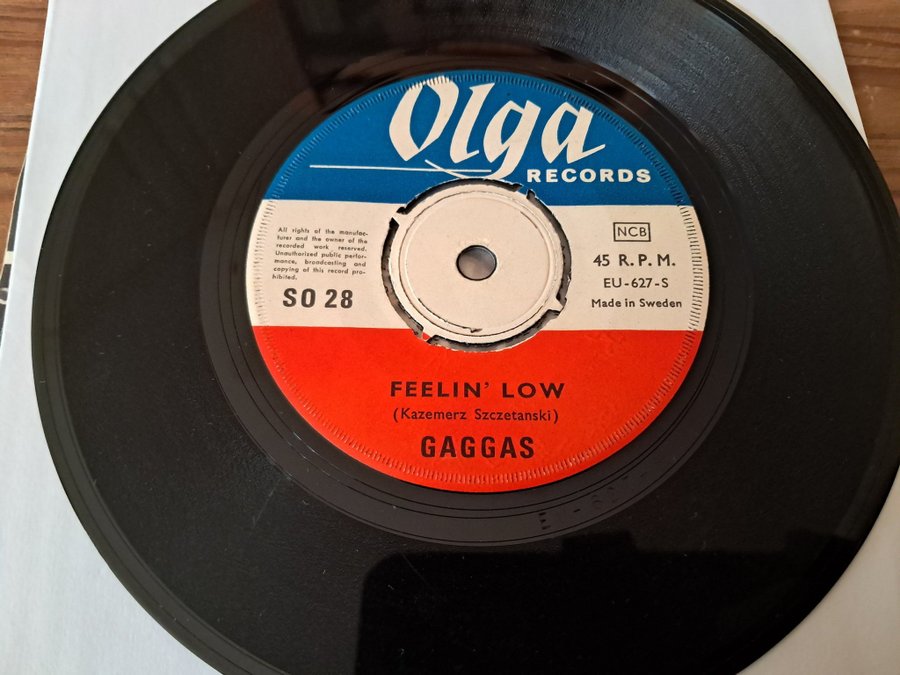 Olga
RECORDS
All rights of the manufac-
turer and the owner of the
recorded work reserved.
Unauthorized public perfor-
mance, broadcasting and
copying of this record pro-
hibited.
SO 28
NCB
45 R.P.M.
EU-627-S
Made in Sweden
FEELIN' LOW
(Kazemerz Szczetanski)
GAGGAS